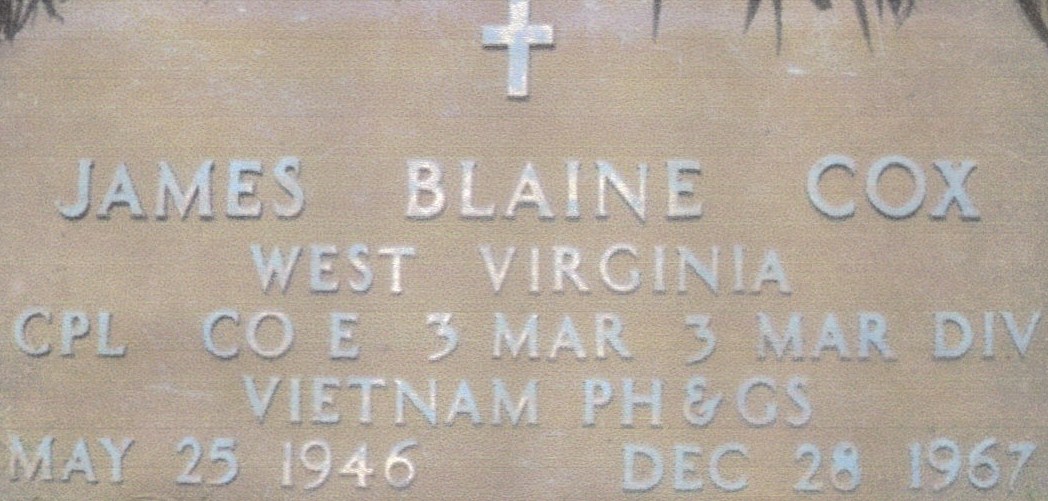 JAMES BLAINE COX
WEST VIRGINIA
CPL CO E 3 MAR 3 MAR DIV
VIETNAM PH & GS
MAY 25 1946 DEC 28 1967